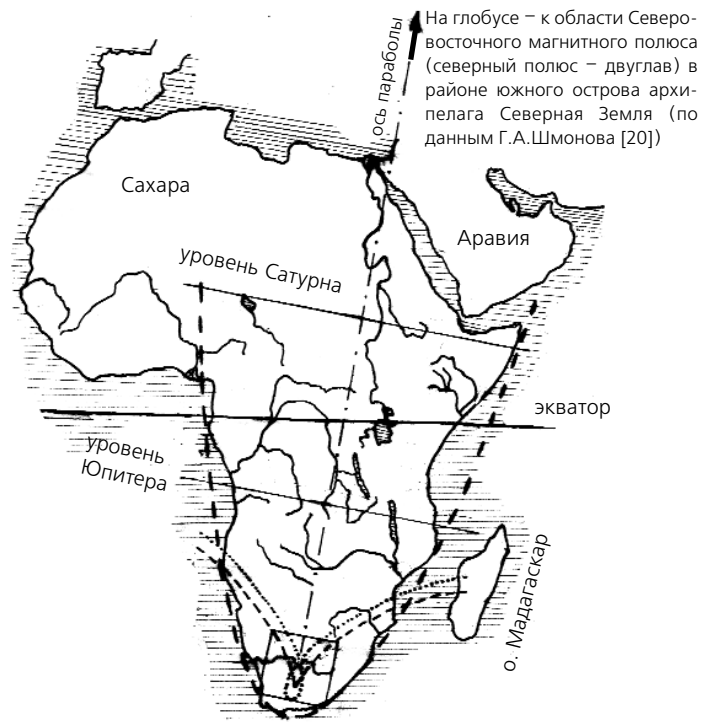 На глобусе – к области Северо-
восточного магнитного полюса
(северный полюс – двуглав) в
районе южного острова архи-
пелага Северная Земля (по
данным Г.А.Шмонова [20])
ось параболы
Сахара
Аравия
уровень Сатурна
экватор
уровень
Юпитера
о. Мадагаскар